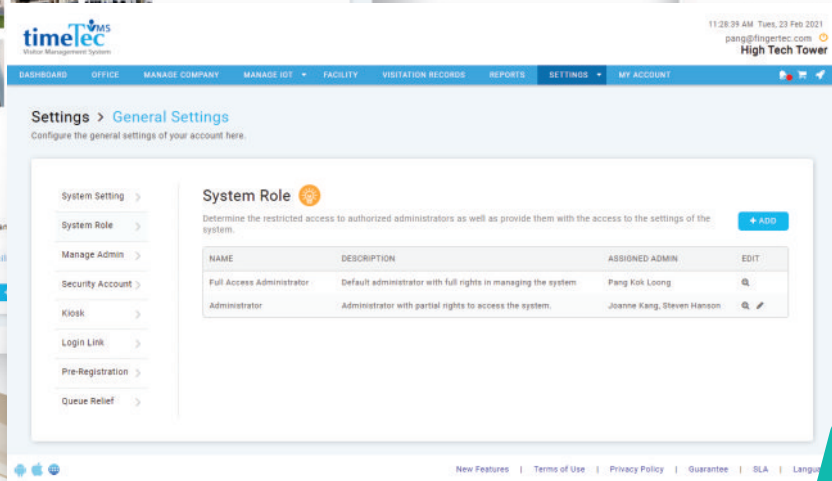 11:28:39 AM Tues, 23 Feb 2021
timeTec VMS
Visitor Management System
pang@fingertec.com
High Tech Tower
DASHBOARD OFFICE MANAGE COMPANY MANAGE IOT FACILITY VISITATION RECORDS REPORTS SETTINGS MY ACCOUNT
Settings > General Settings
Configure the general settings of your account here.
System Setting
System Role
Manage Admin
Security Account
Kiosk
Login Link
Pre-Registration
Queue Relief
System Role
Determine the restricted access to authorized administrators as well as provide them with the access to the settings of the
system.
+ ADD
NAME DESCRIPTION ASSIGNED ADMIN EDIT
Full Access Administrator Default administrator with full rights in managing the system Pang Kok Loong
Administrator Administrator with partial rights to access the system. Joanne Kang, Steven Hanson
New Features | Terms of Use | Privacy Policy | Guarantee | SLA |